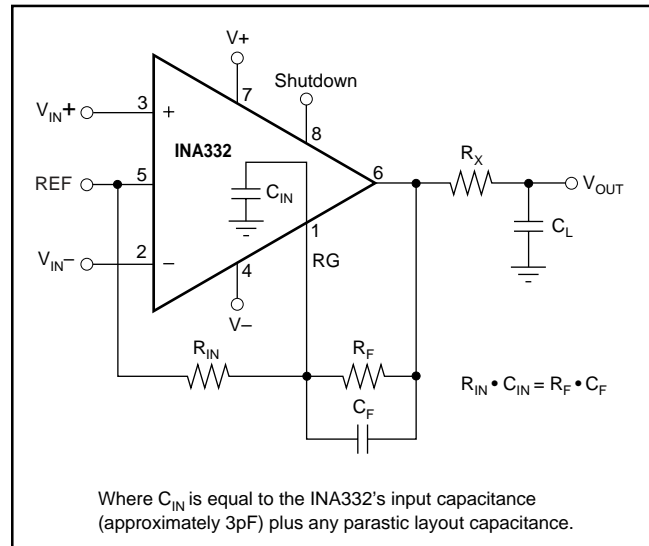 V+
Shutdown
V_IN+
3
+
7
8
INA332
REF
5
C_IN
6
R_X
V_OUT
C_L
V_IN–
2
–
1
4
RG
V–
R_IN
R_F
C_F
R_IN • C_IN = R_F • C_F
Where C_IN is equal to the INA332's input capacitance
(approximately 3pF) plus any parastic layout capacitance.